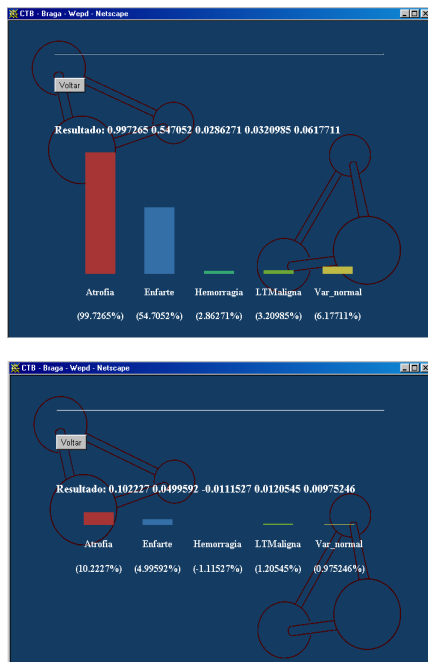 CTB - Braga - Wepd - Netscape
Voltar
Resultado: 0.997265 0.547052 0.0286271 0.0320985 0.0617711
Atrofia Enfarte Hemorragia LTMaligna Var_normal
(99.7265%) (54.7052%) (2.86271%) (3.20985%) (6.17711%)
CTB - Braga - Wepd - Netscape
Voltar
Resultado: 0.102227 0.0499592 -0.0111527 0.0120545 0.00975246
Atrofia Enfarte Hemorragia LTMaligna Var_normal
(10.2227%) (4.99592%) (-1.11527%) (1.20545%) (0.975246%)